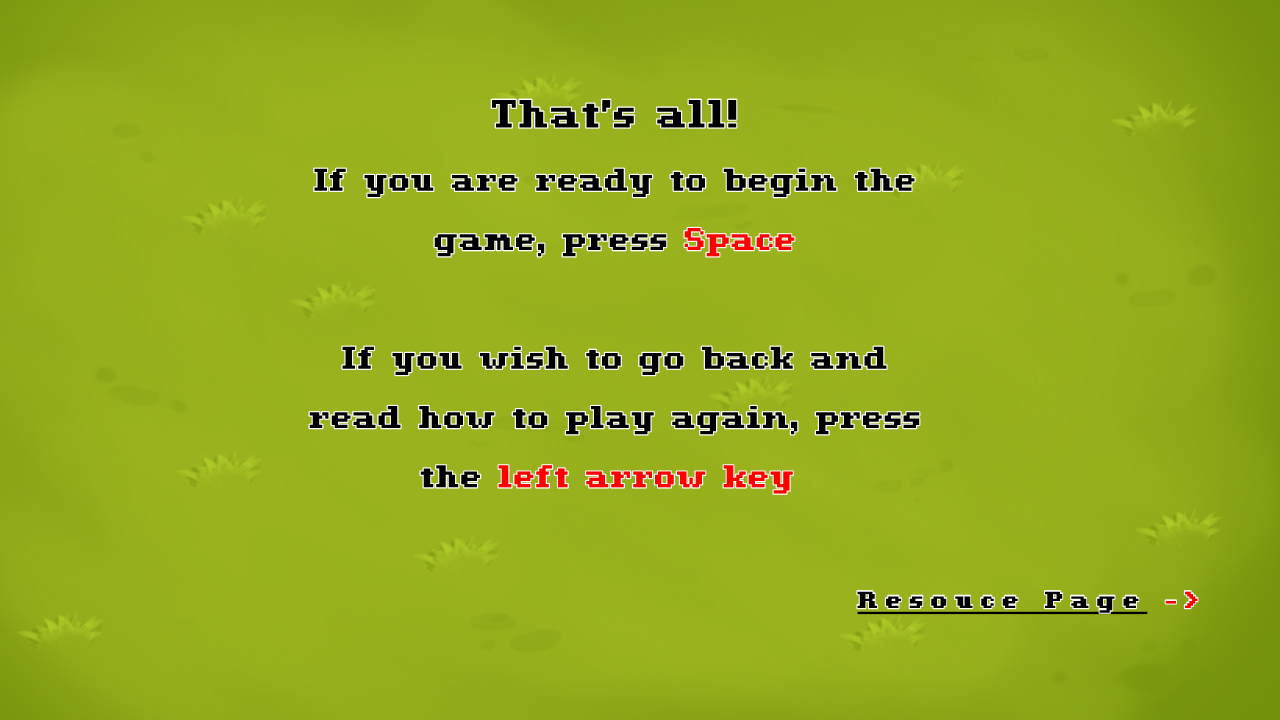 That's all!
If you are ready to begin the
game, press Space
If you wish to go back and
read how to play again, press
the left arrow key
Resouce Page ->